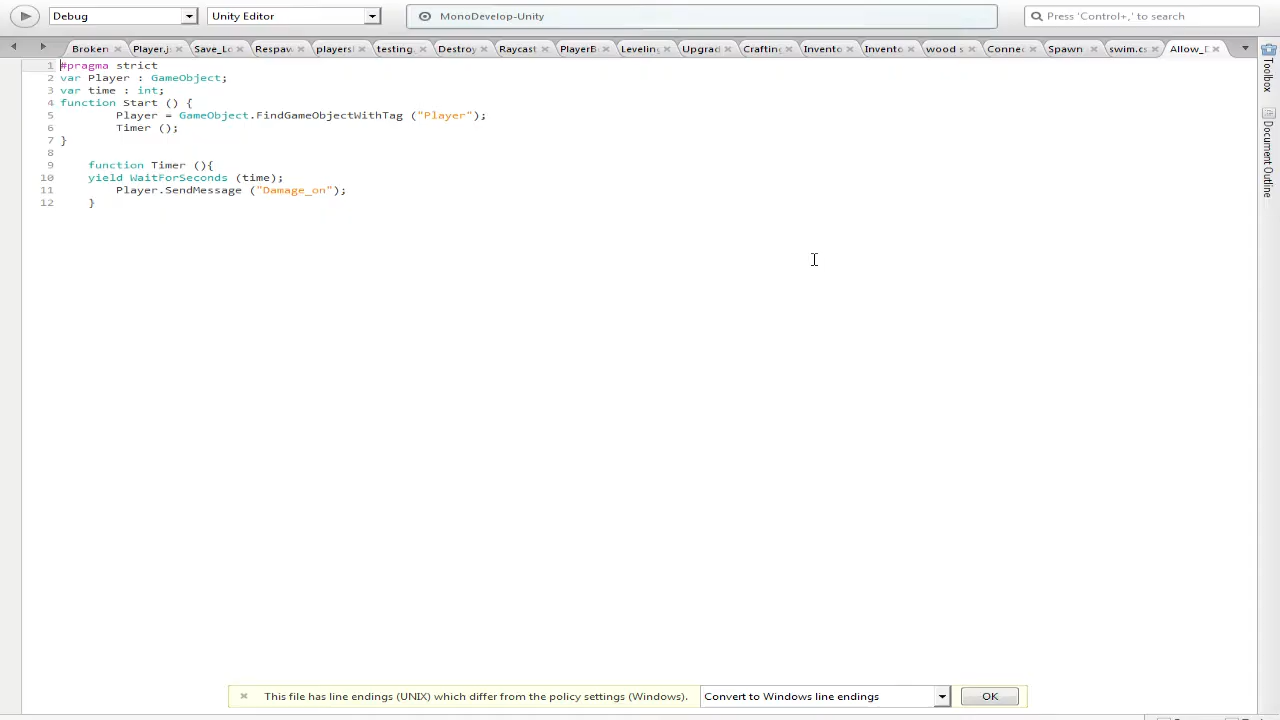 Debug Unity Editor MonoDevelop-Unity Press 'Control+,' to search
Broken Player.j Save_Lo Respaw players testing_ Destroy Raycast PlayerB Leveling Upgrad Crafting Invento Invento wood s Connec Spawn swim.cs Allow_D
1 #pragma strict
2 var Player : GameObject;
3 var time : int;
4 function Start () {
5 Player = GameObject.FindGameObjectWithTag ("Player");
6 Timer ();
7 }
8
9 function Timer (){
10 yield WaitForSeconds (time);
11 Player.SendMessage ("Damage_on");
12 }
Toolbox
Document Outline
This file has line endings (UNIX) which differ from the policy settings (Windows). Convert to Windows line endings OK